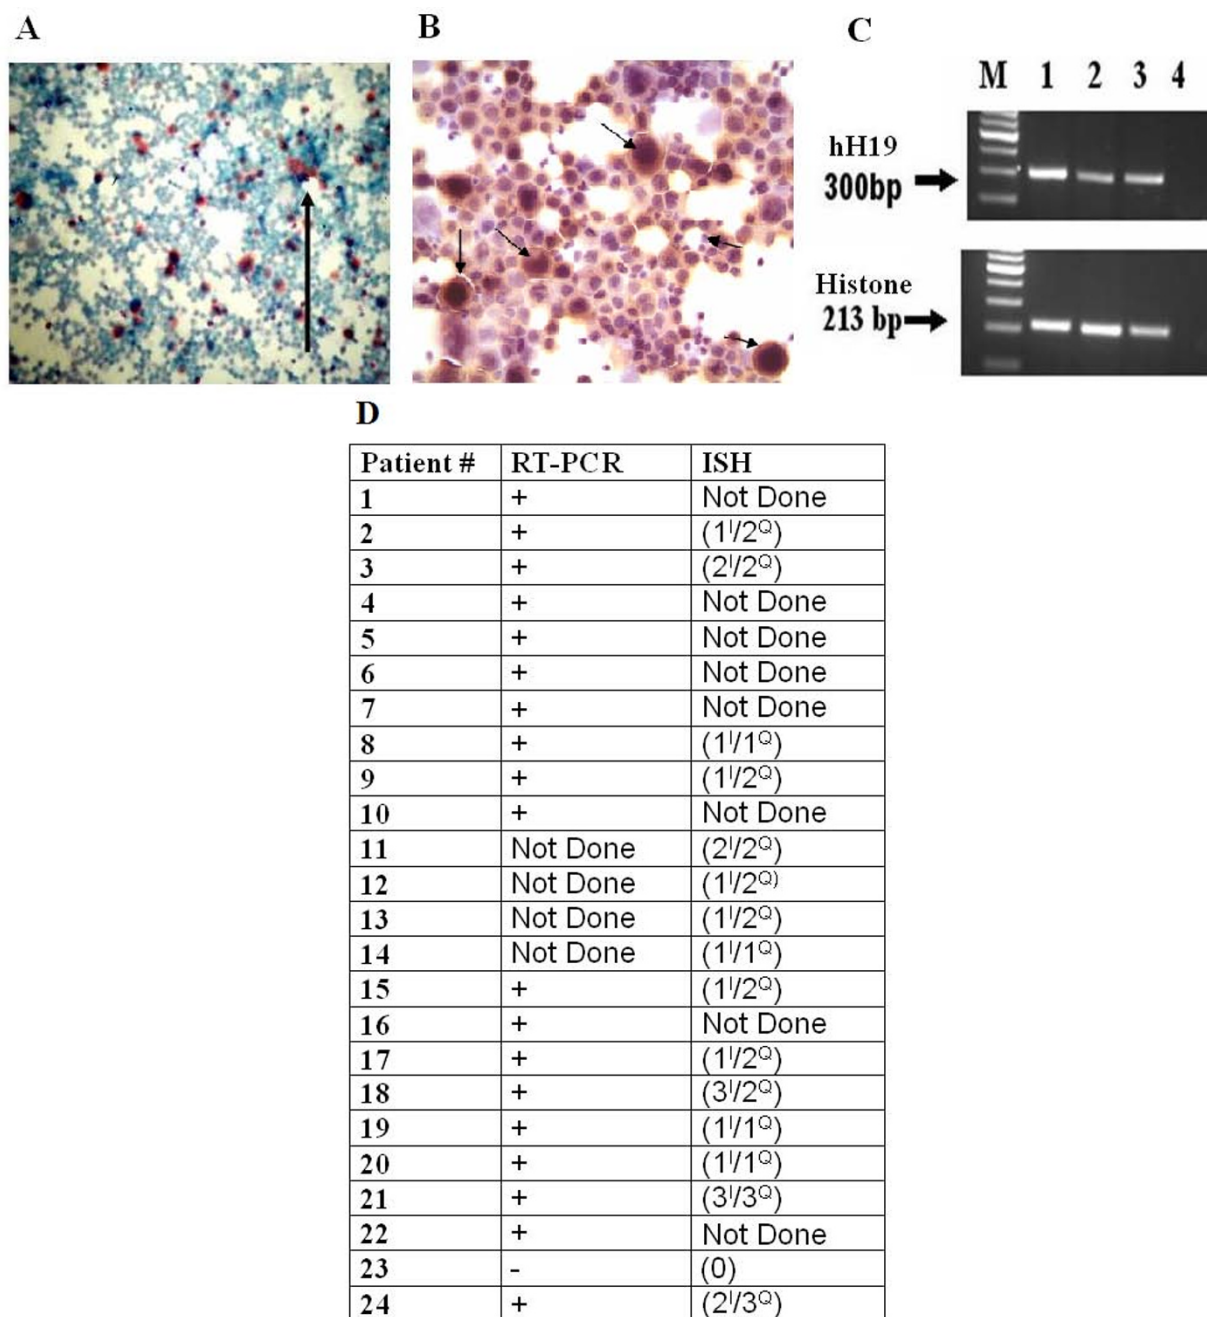 A
B
C
M 1 2 3 4
hH19
300bp
Histone
213 bp
D
Patient # RT-PCR ISH
1 + Not Done
2 + (1ᴵ/2Q)
3 + (2ᴵ/2Q)
4 + Not Done
5 + Not Done
6 + Not Done
7 + Not Done
8 + (1ᴵ/1Q)
9 + (1ᴵ/2Q)
10 + Not Done
11 Not Done (2ᴵ/2Q)
12 Not Done (1ᴵ/2Q)
13 Not Done (1ᴵ/2Q)
14 Not Done (1ᴵ/1Q)
15 + (1ᴵ/2Q)
16 + Not Done
17 + (1ᴵ/2Q)
18 + (3ᴵ/2Q)
19 + (1ᴵ/1Q)
20 + (1ᴵ/1Q)
21 + (3ᴵ/3Q)
22 + Not Done
23 - (0)
24 + (2ᴵ/3Q)